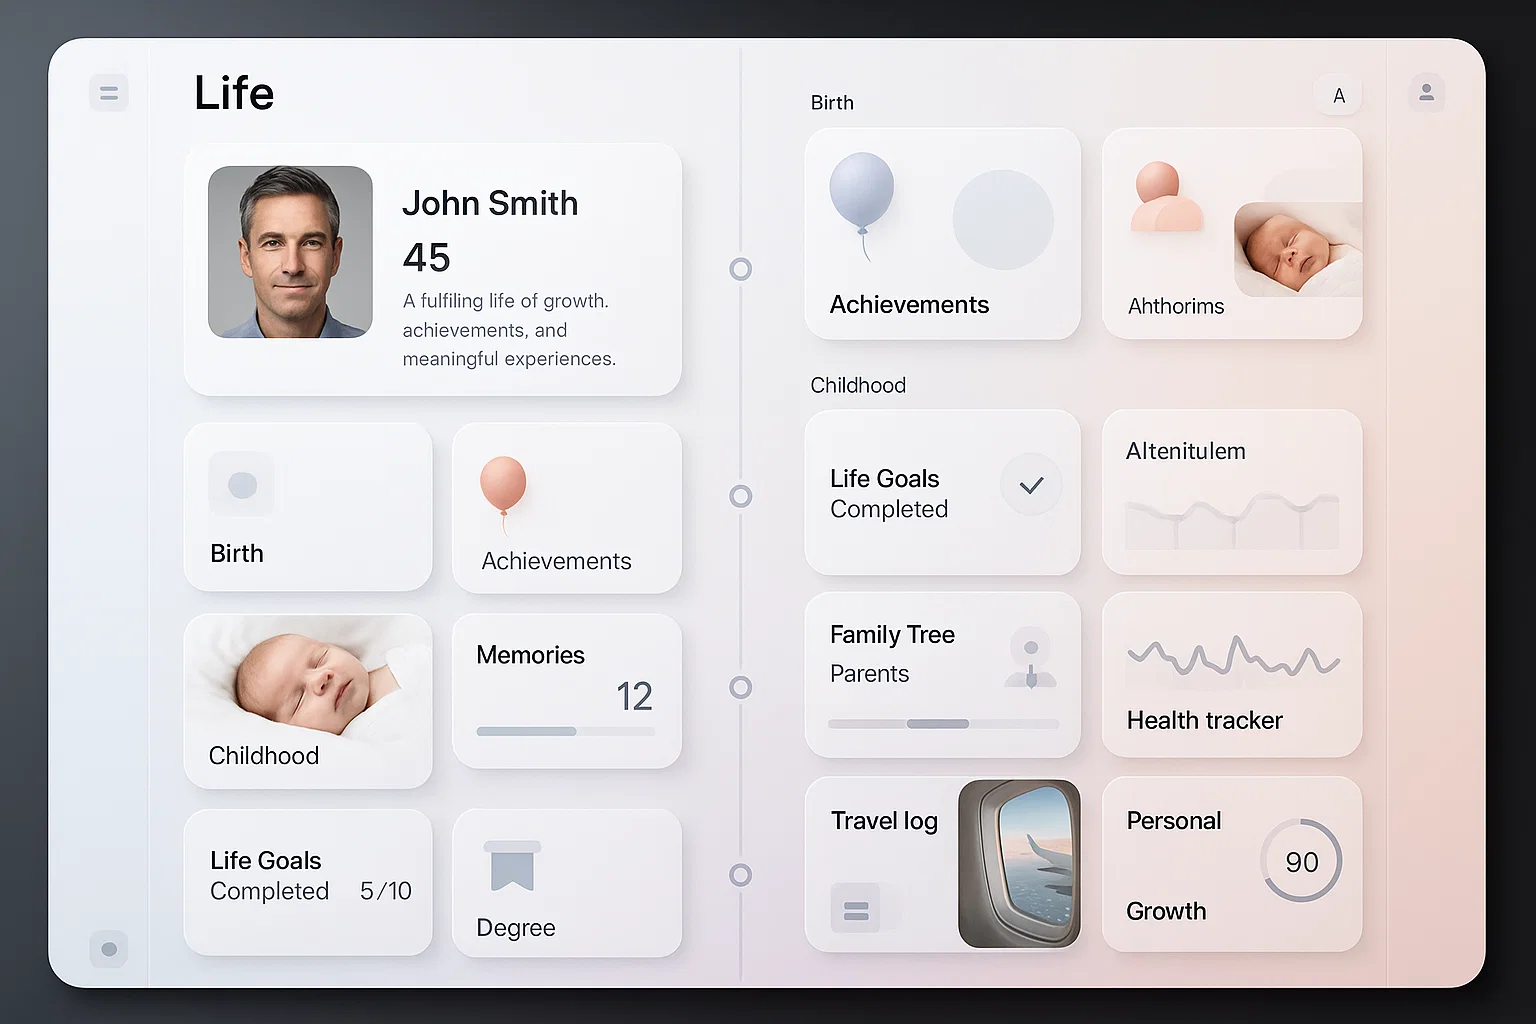 Life
John Smith
45
A fulfiling life of growth.
achievements, and
meaningful experiences.
Birth
Achievements
Childhood
Memories
12
Life Goals
Completed 5/10
Degree
Birth
A
Achievements
Ahthorims
Childhood
Life Goals
Completed
Altenitulem
Family Tree
Parents
Health tracker
Travel log
Personal
90
Growth